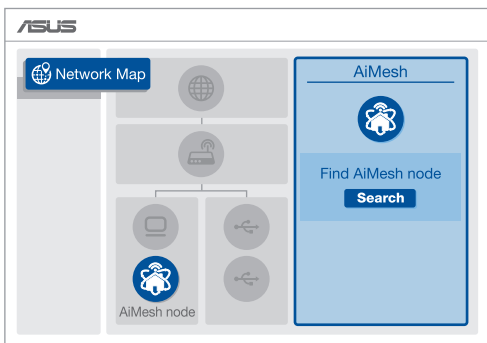 ASUS
Network Map
AiMesh
Find AiMesh node
Search
AiMesh node